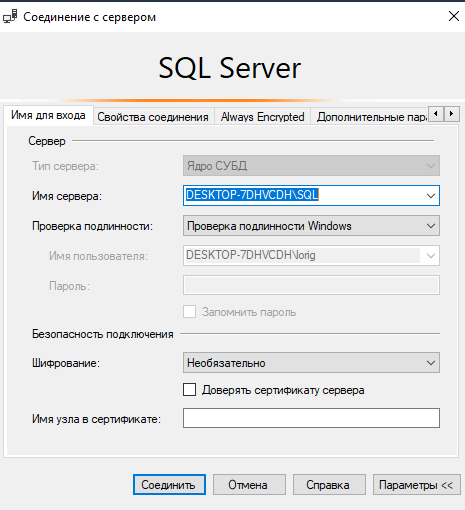 Соединение с сервером
SQL Server
Имя для входа Свойства соединения Always Encrypted Дополнительные пара
Сервер
Тип сервера: Ядро СУБД
Имя сервера: DESKTOP-7DHVCDH\SQL
Проверка подлинности: Проверка подлинности Windows
Имя пользователя: DESKTOP-7DHVCDH\lorig
Пароль:
Запомнить пароль
Безопасность подключения
Шифрование: Необязательно
Доверять сертификату сервера
Имя узла в сертификате:
Соединить Отмена Справка Параметры <<